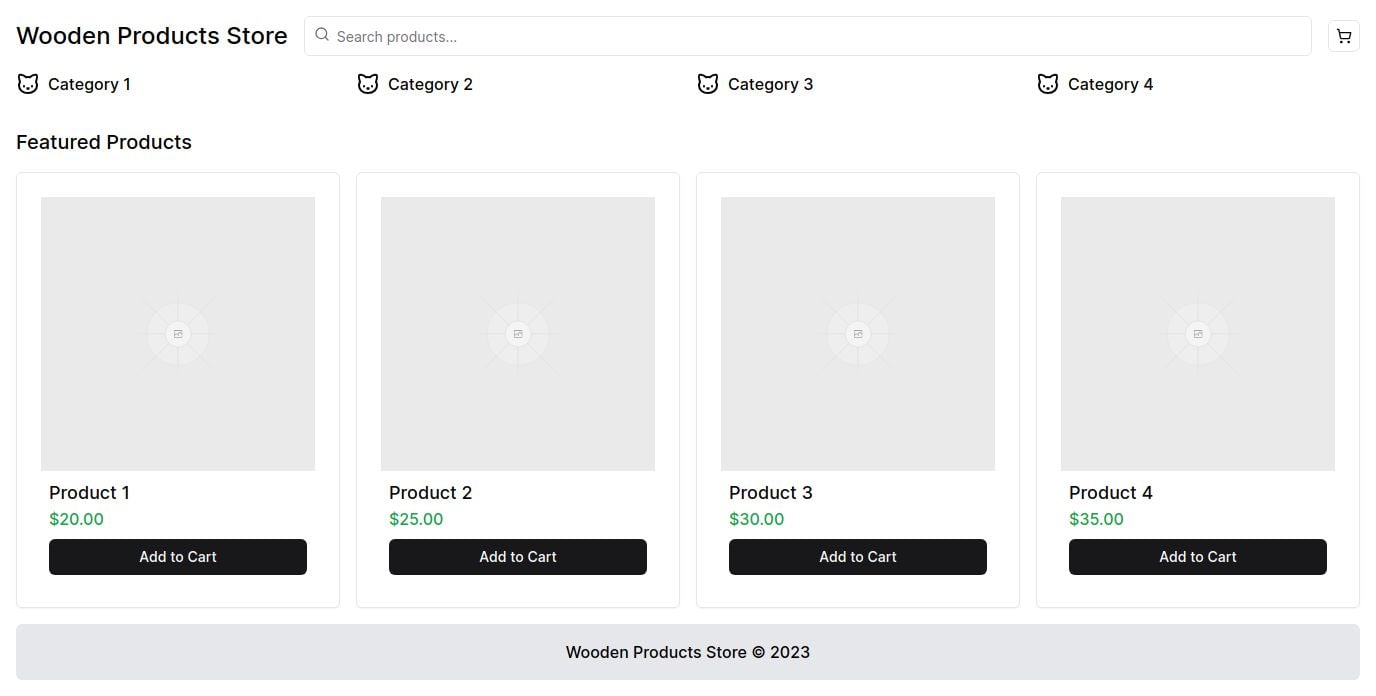 Wooden Products Store
Search products...
Category 1
Category 2
Category 3
Category 4
Featured Products
Product 1
$20.00
Add to Cart
Product 2
$25.00
Add to Cart
Product 3
$30.00
Add to Cart
Product 4
$35.00
Add to Cart
Wooden Products Store © 2023